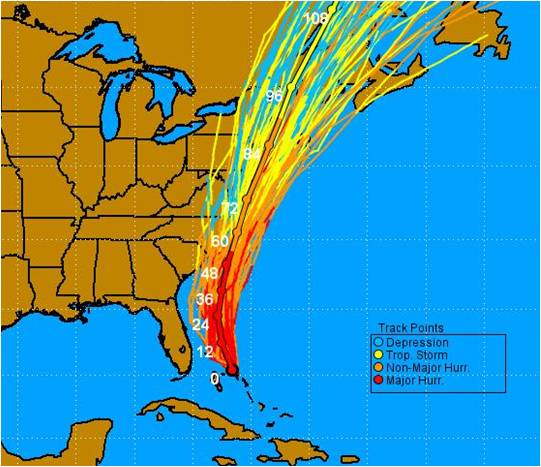 108
96
84
72
60
48
36
24
12
0
Track Points
Depression
Trop. Storm
Non-Major Hurr.
Major Hurr.